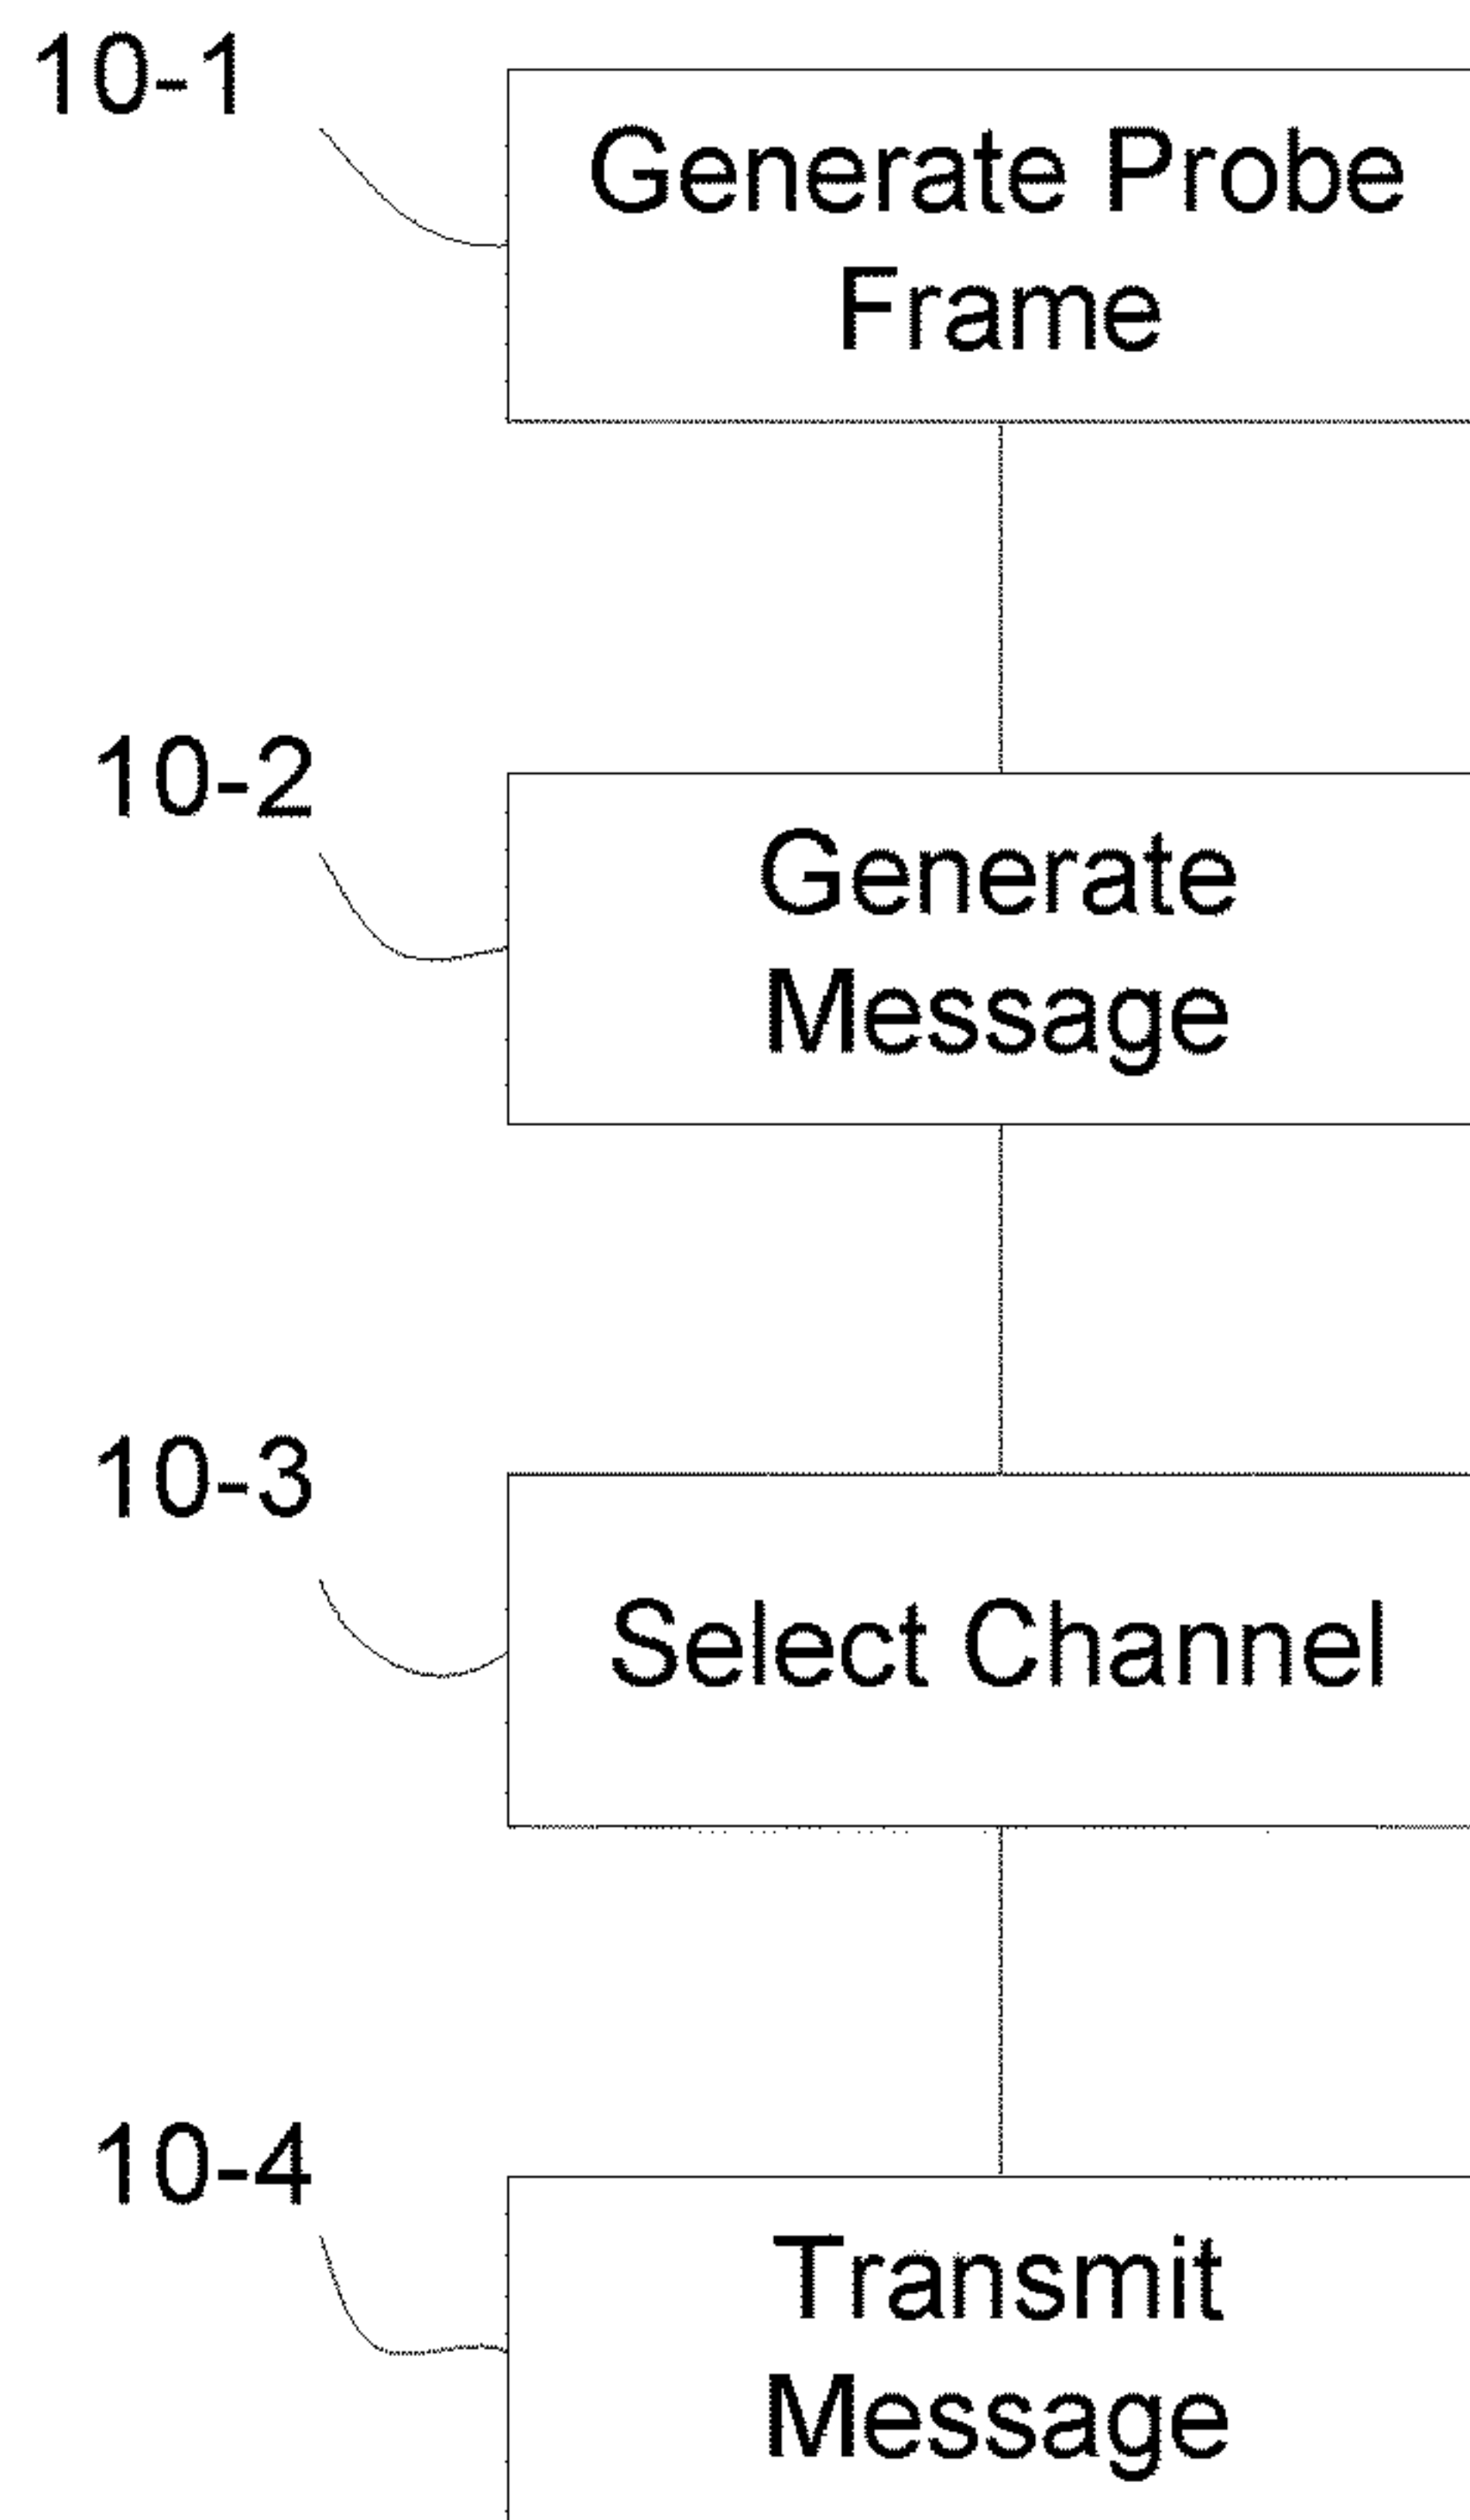 10-1
Generate Probe
Frame
10-2
Generate
Message
10-3
Select Channel
10-4
Transmit
Message